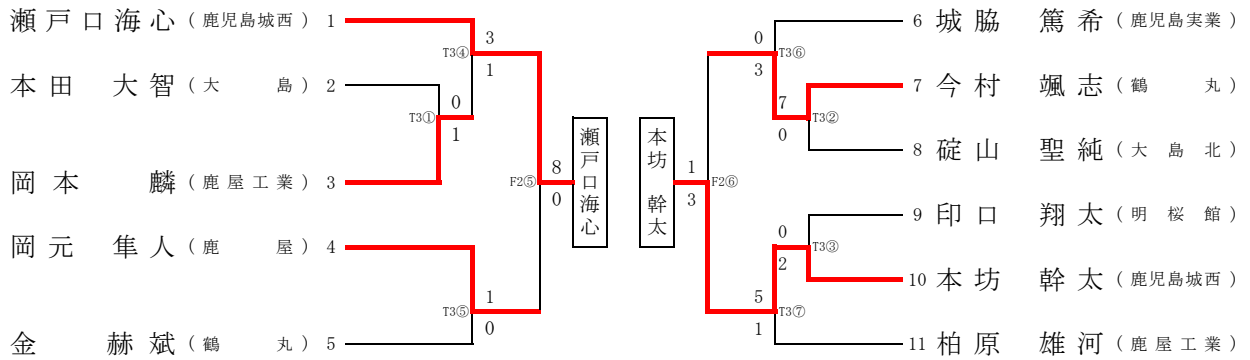 瀬戸口海心（鹿児島城西）1
本田 大智（大島）2
岡本 麟（鹿屋工業）3
岡元 隼人（鹿屋）4
金 赫斌（鶴丸）5
T3④
3
1
T3①
0
1
T3⑤
1
0
F2⑤
8
0
瀬戸口海心
本坊 幹太
1
3
F2⑥
0
3
T3⑥
7
0
T3②
0
2
T3③
5
1
T3⑦
6 城脇 篤希（鹿児島実業）
7 今村 颯志（鶴丸）
8 碇山 聖純（大島北）
9 印口 翔太（明桜館）
10 本坊 幹太（鹿児島城西）
11 柏原 雄河（鹿屋工業）